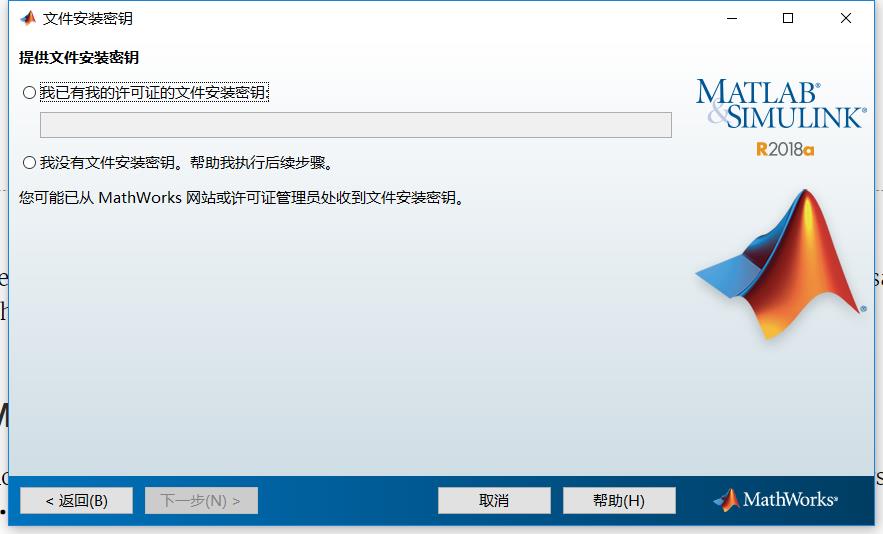 文件安装密钥
提供文件安装密钥
我已有我的许可证的文件安装密钥:
MATLAB®
&SIMULINK®
R2018a
我没有文件安装密钥。帮助我执行后续步骤。
您可能已从 MathWorks 网站或许可证管理员处收到文件安装密钥。
®
< 返回(B)
下一步(N) >
取消
帮助(H)
MathWorks®